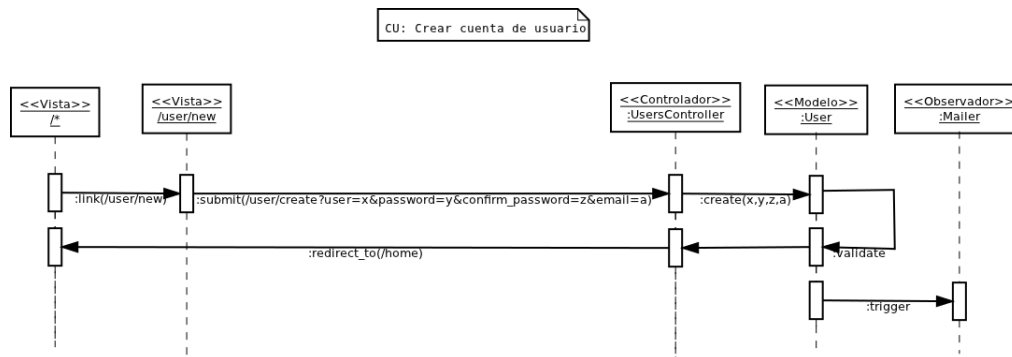 CU: Crear cuenta de usuario
<<Vista>>
/*
<<Vista>>
/user/new
<<Controlador>>
:UsersController
<<Modelo>>
:User
<<Observador>>
:Mailer
:link(/user/new)
:submit(/user/create?user=x&password=y&confirm_password=z&email=a)
:create(x,y,z,a)
:redirect_to(/home)
:validate
:trigger